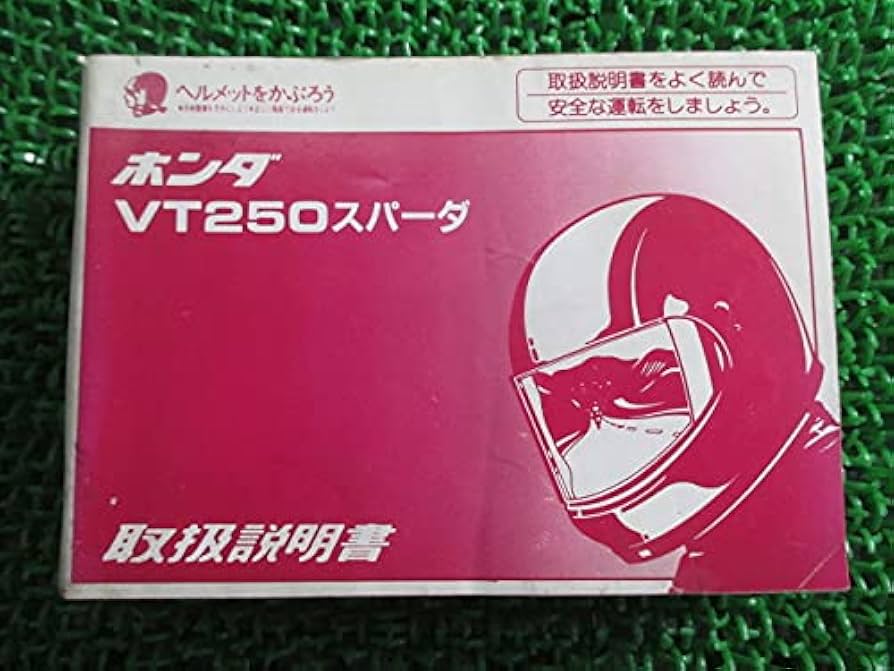 ヘルメットをかぶろう
取扱説明書をよく読んで
安全な運転をしましょう。
ホンダ
VT250スパーダ
取扱説明書